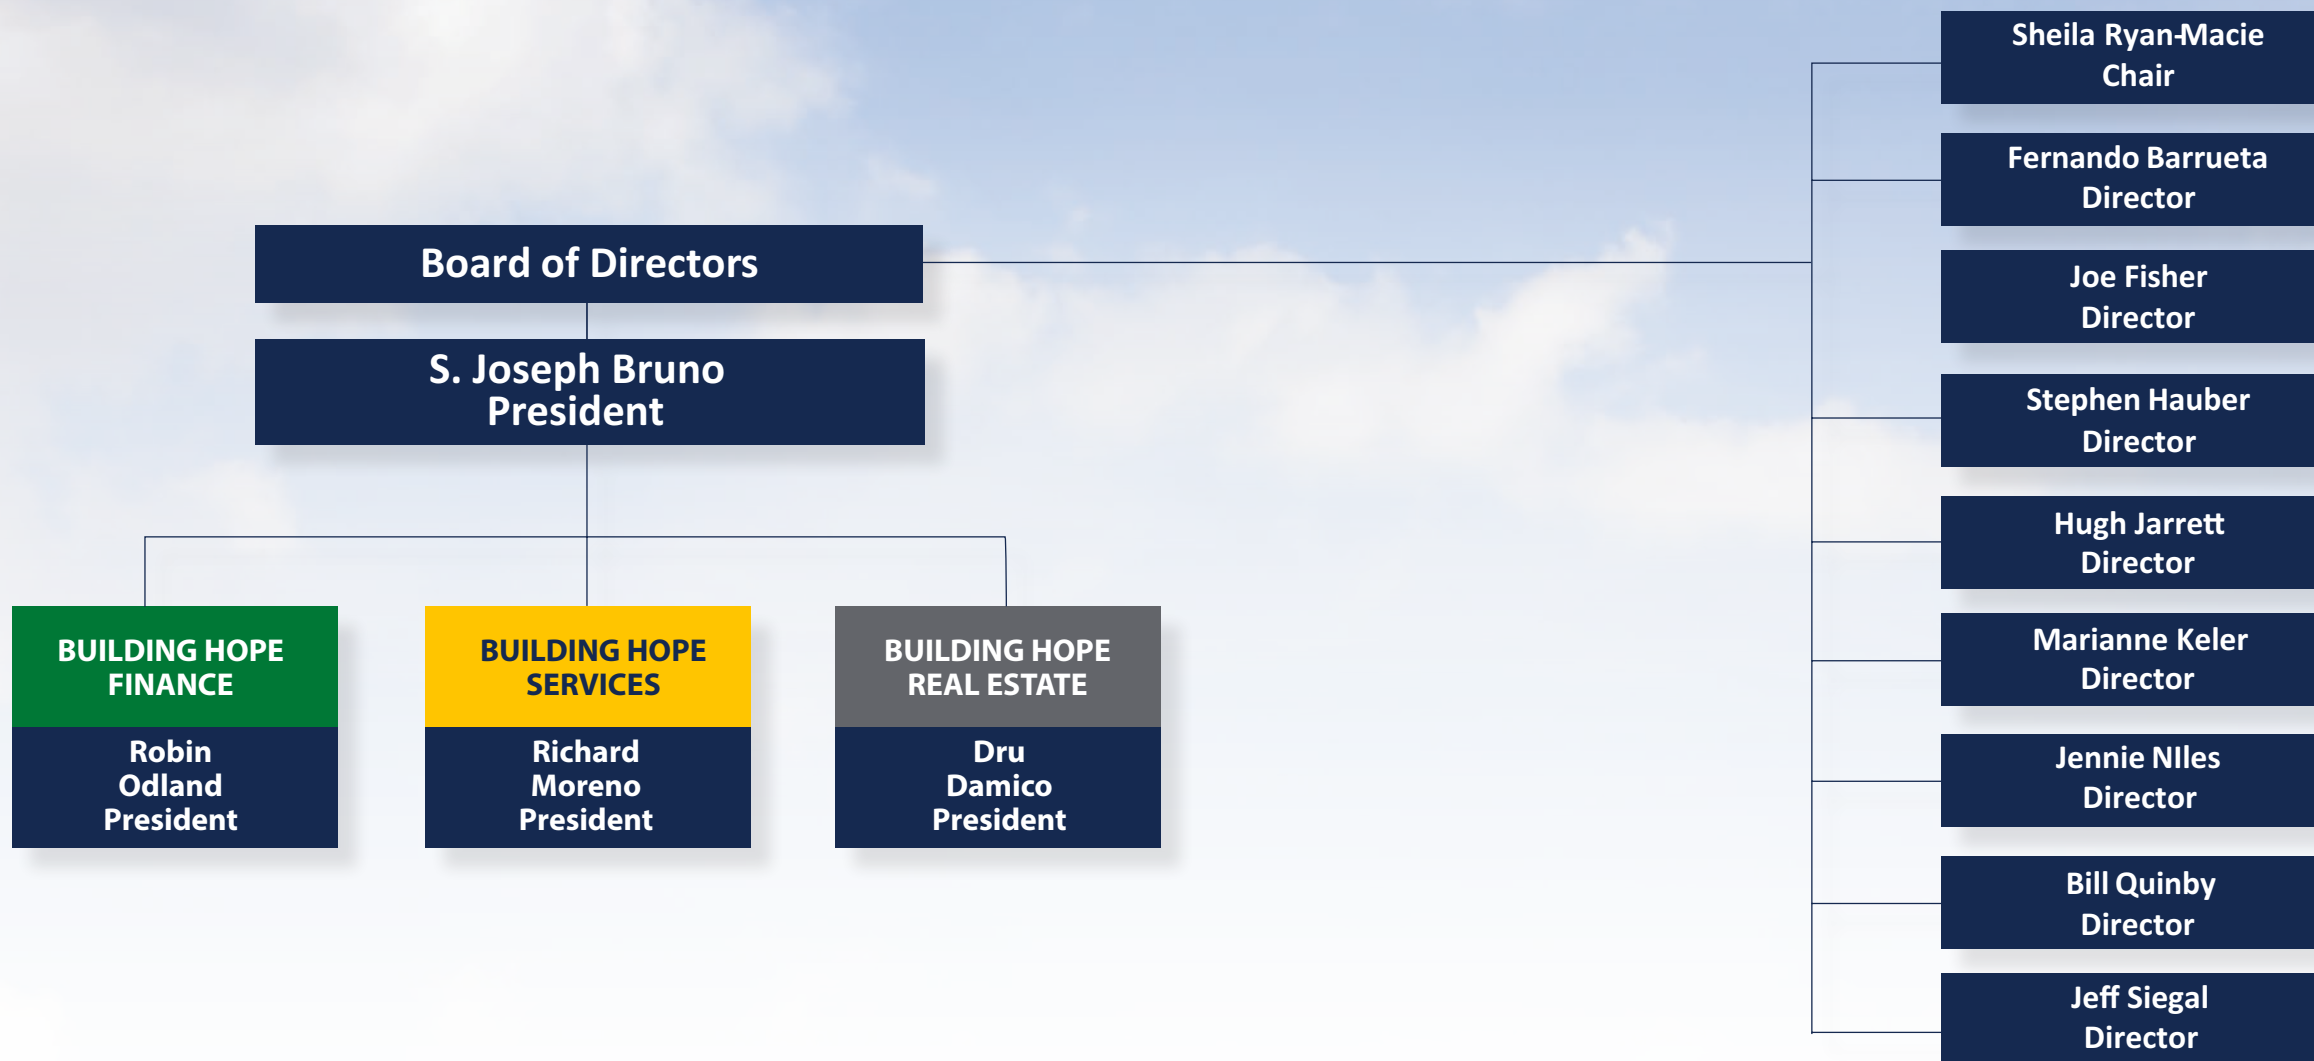 Board of Directors
S. Joseph Bruno
President
BUILDING HOPE
FINANCE
Robin
Odland
President
BUILDING HOPE
SERVICES
Richard
Moreno
President
BUILDING HOPE
REAL ESTATE
Dru
Damico
President
Sheila Ryan-Macie
Chair
Fernando Barrueta
Director
Joe Fisher
Director
Stephen Hauber
Director
Hugh Jarrett
Director
Marianne Keler
Director
Jennie NIles
Director
Bill Quinby
Director
Jeff Siegal
Director